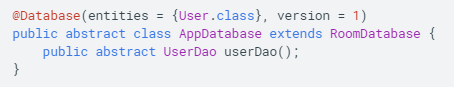 @Database(entities = {User.class}, version = 1)
public abstract class AppDatabase extends RoomDatabase {
    public abstract UserDao userDao();
}